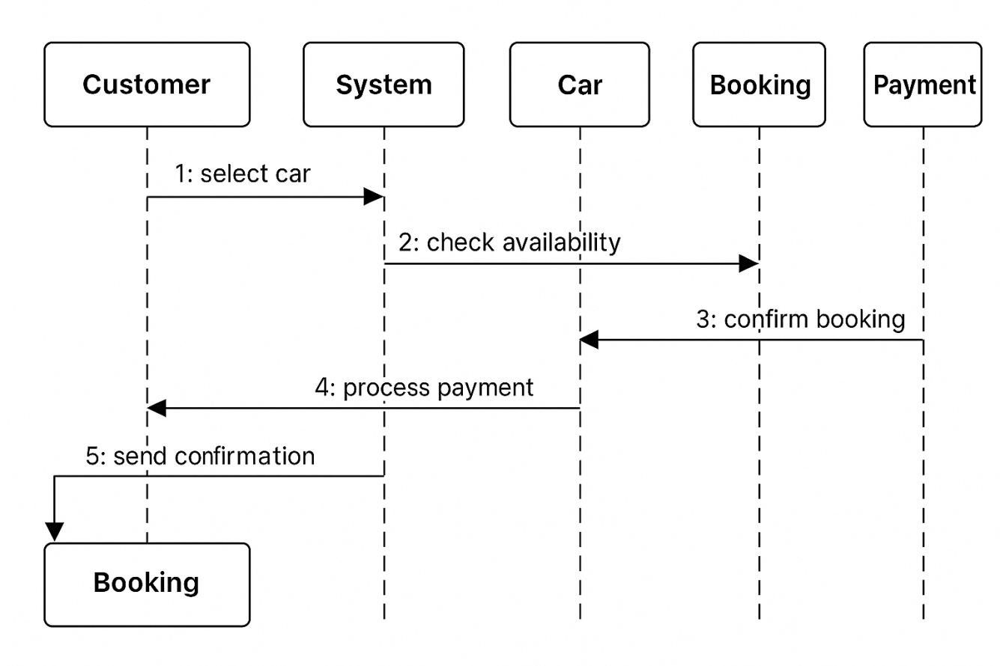 Customer
System
Car
Booking
Payment
1: select car
2: check availability
3: confirm booking
4: process payment
5: send confirmation
Booking